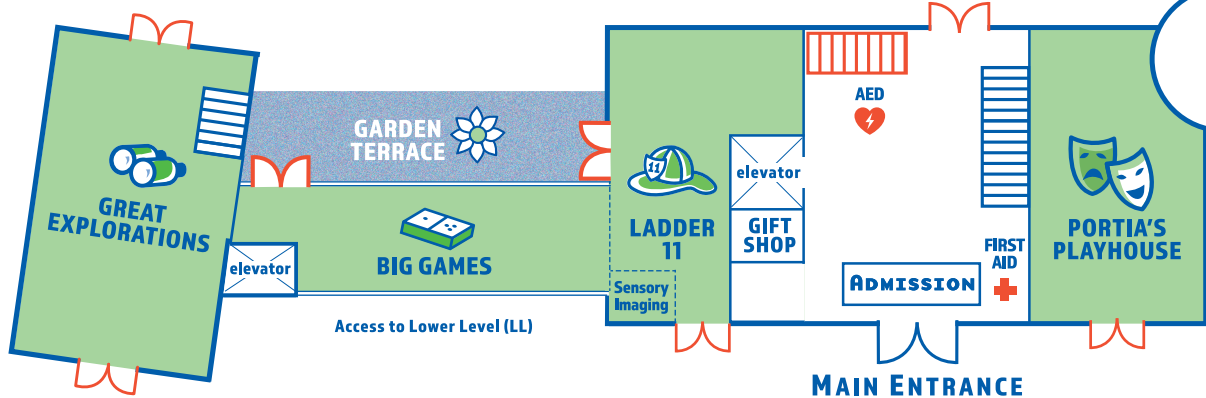 AED
GARDEN
TERRACE
11
elevator
GREAT
EXPLORATIONS
LADDER
11
GIFT
SHOP
PORTIA'S
PLAYHOUSE
BIG GAMES
elevator
FIRST
AID
Sensory
Imaging
ADMISSION
Access to Lower Level (LL)
MAIN ENTRANCE